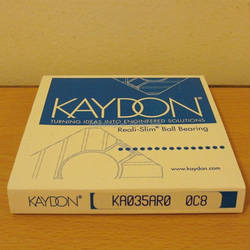 KAYDON®
TURNING IDEAS INTO ENGINEERED SOLUTIONS
Reali-Slim® Ball Bearing
www.kaydon.com
KAYDON® KA035AR0 0C8